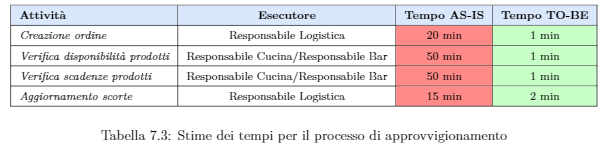 Attività Esecutore Tempo AS-IS Tempo TO-BE
Creazione ordine Responsabile Logistica 20 min 1 min
Verifica disponibilità prodotti Responsabile Cucina/Responsabile Bar 50 min 1 min
Verifica scadenze prodotti Responsabile Cucina/Responsabile Bar 50 min 1 min
Aggiornamento scorte Responsabile Logistica 15 min 2 min
Tabella 7.3: Stime dei tempi per il processo di approvvigionamento